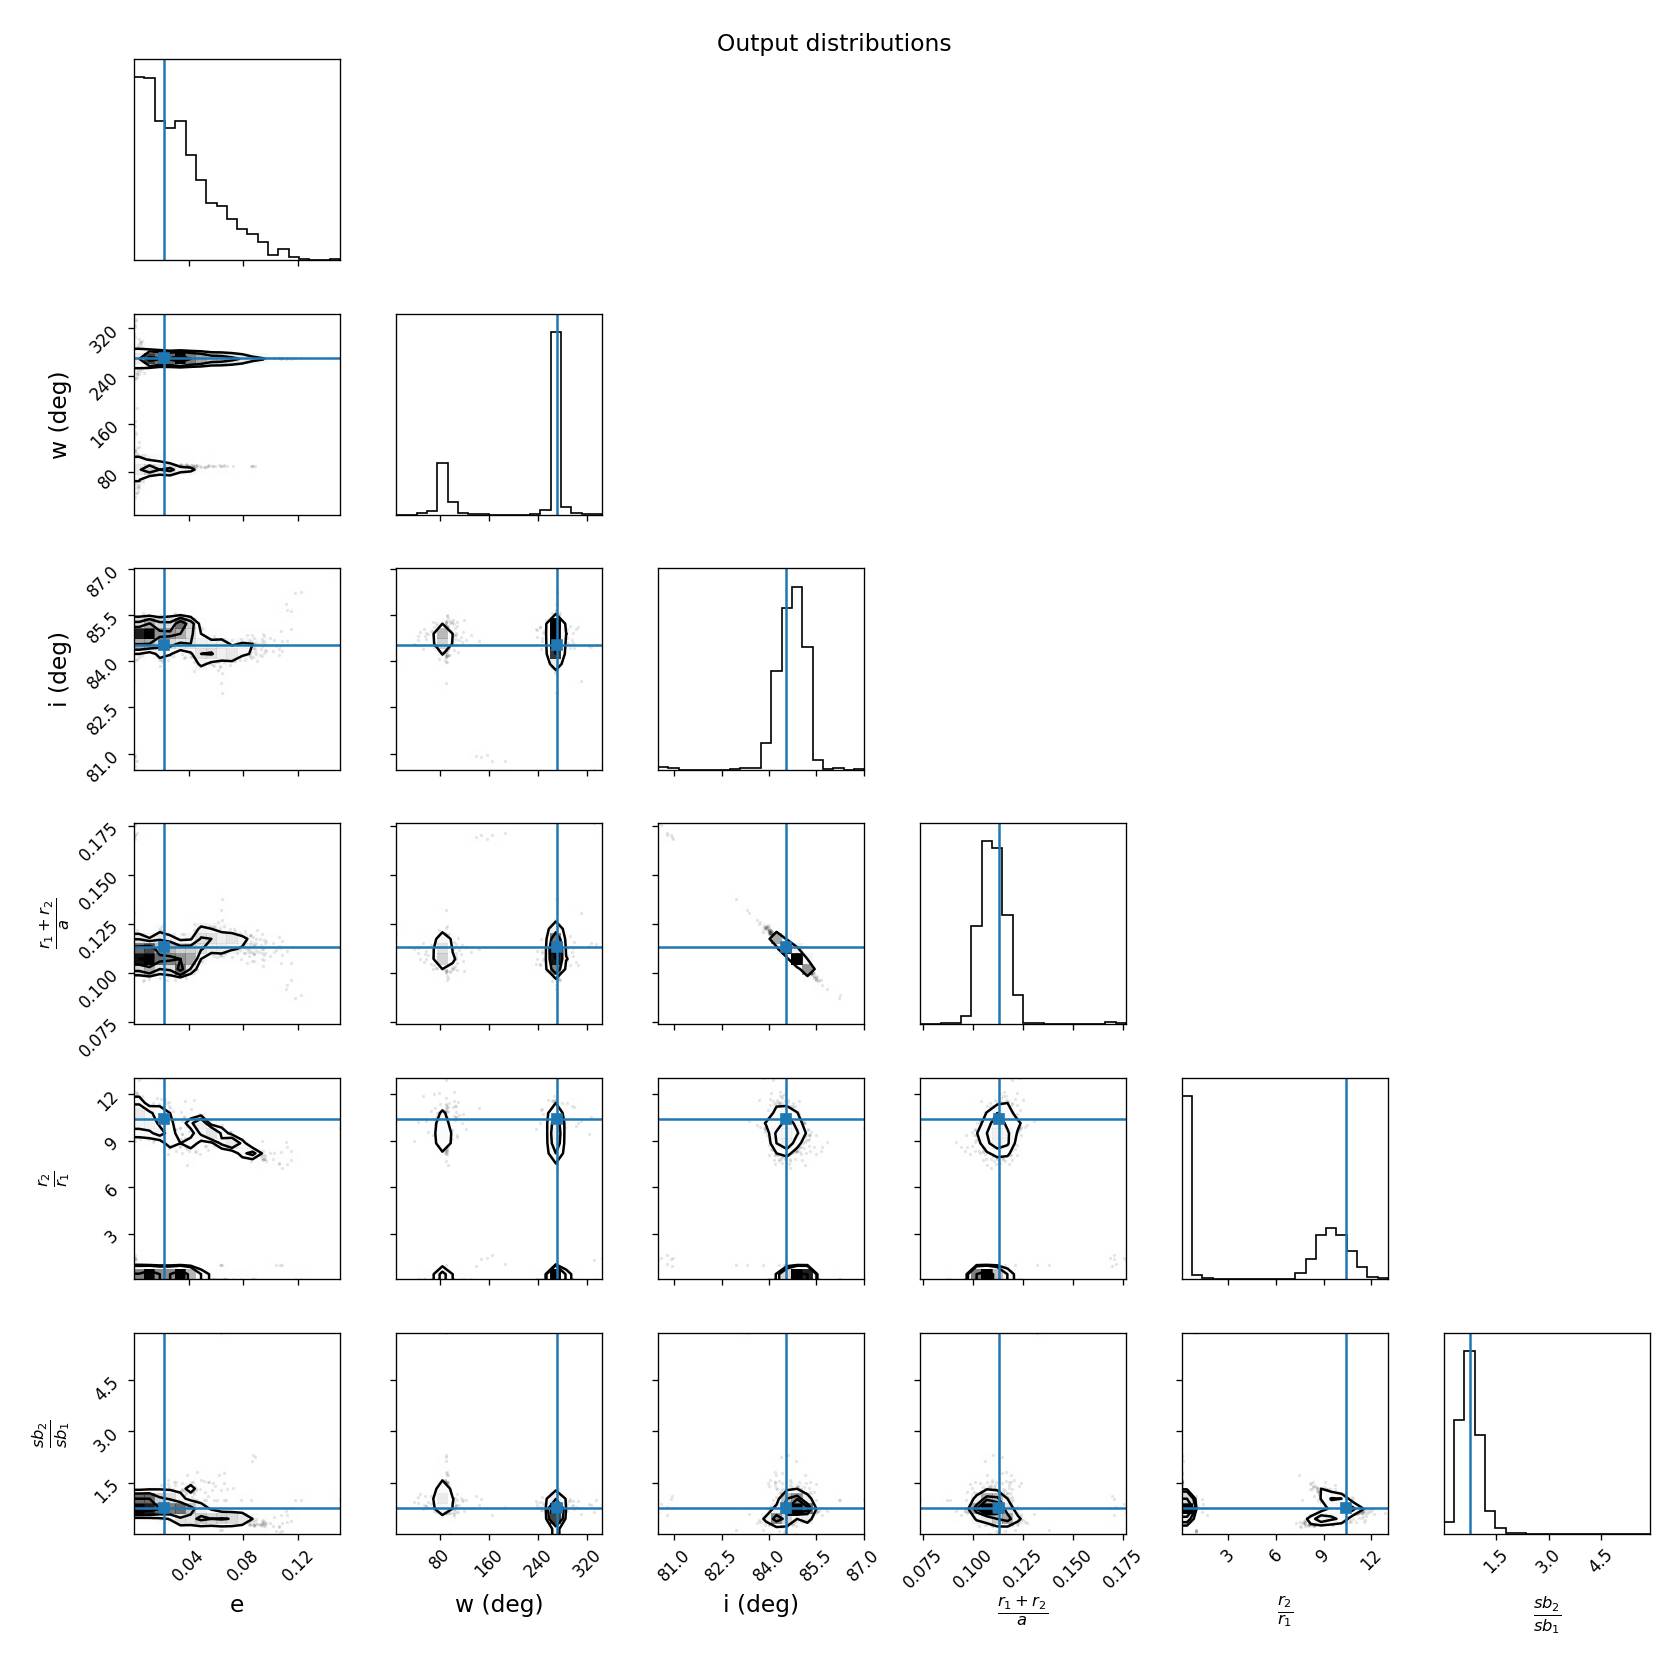 Output distributions
320
240
160
80
w (deg)
87.0
85.5
84.0
82.5
81.0
i (deg)
0.175
0.150
0.125
0.100
0.075
r₁ + r₂
a
12
9
6
3
r₂
r₁
4.5
3.0
1.5
sb₂
sb₁
0.04 0.08 0.12 80 160 240 320 81.0 82.5 84.0 85.5 87.0 0.075 0.100 0.125 0.150 0.175 3 6 9 12 1.5 3.0 4.5
e w (deg) i (deg)
r₁ + r₂ r₂ sb₂
a r₁ sb₁